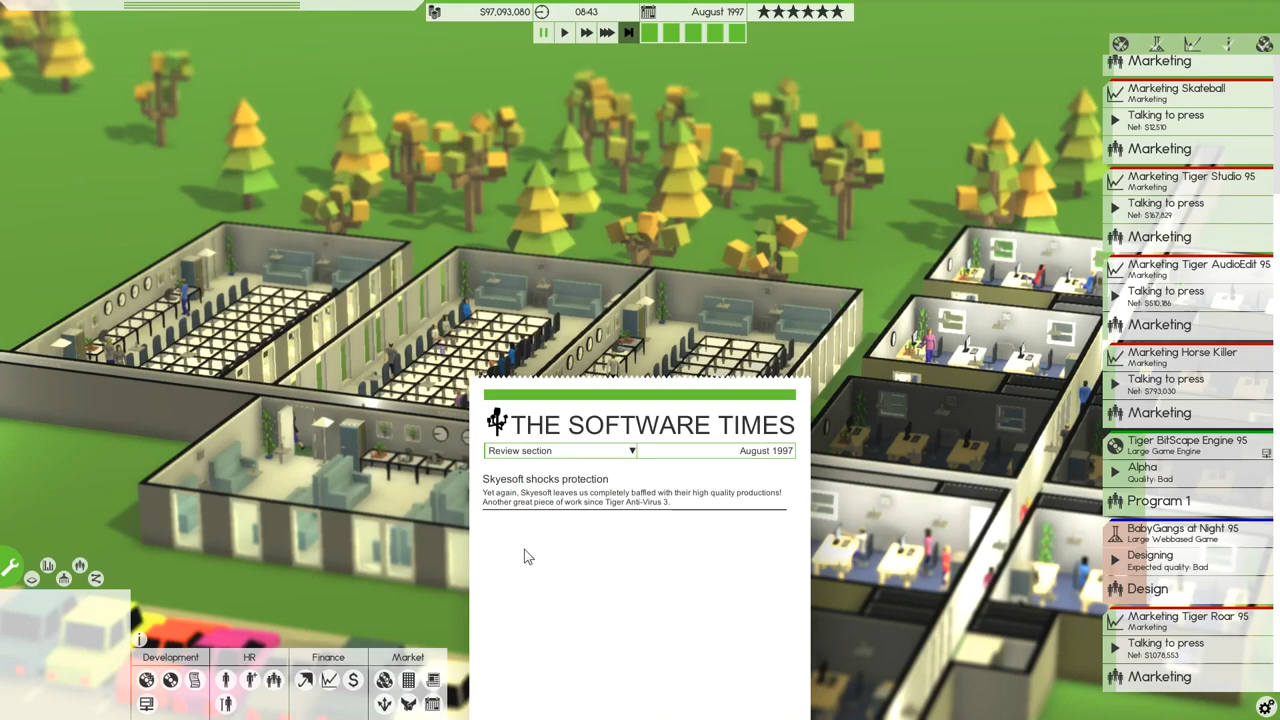 $97,093,080
08:43
August 1997
Marketing
Marketing Skateball
Marketing
Talking to press
Net: $12,510
Marketing
Marketing Tiger Studio 95
Marketing
Talking to press
Net: $167,829
Marketing
Marketing Tiger AudioEdit 95
Marketing
Talking to press
Net: $510,186
Marketing
Marketing Horse Killer
Marketing
Talking to press
Net: $793,030
Marketing
Tiger BitScape Engine 95
Large Game Engine
Alpha
Quality: Bad
Program 1
BabyGangs at Night 95
Large Webbased Game
Designing
Expected quality: Bad
Design
Marketing Tiger Roar 95
Marketing
Talking to press
Net: $1,078,553
Marketing
THE SOFTWARE TIMES
Review section
August 1997
Skyesoft shocks protection
Yet again, Skyesoft leaves us completely baffled with their high quality productions!
Another great piece of work since Tiger Anti-Virus 3.
Development
HR
Finance
Market